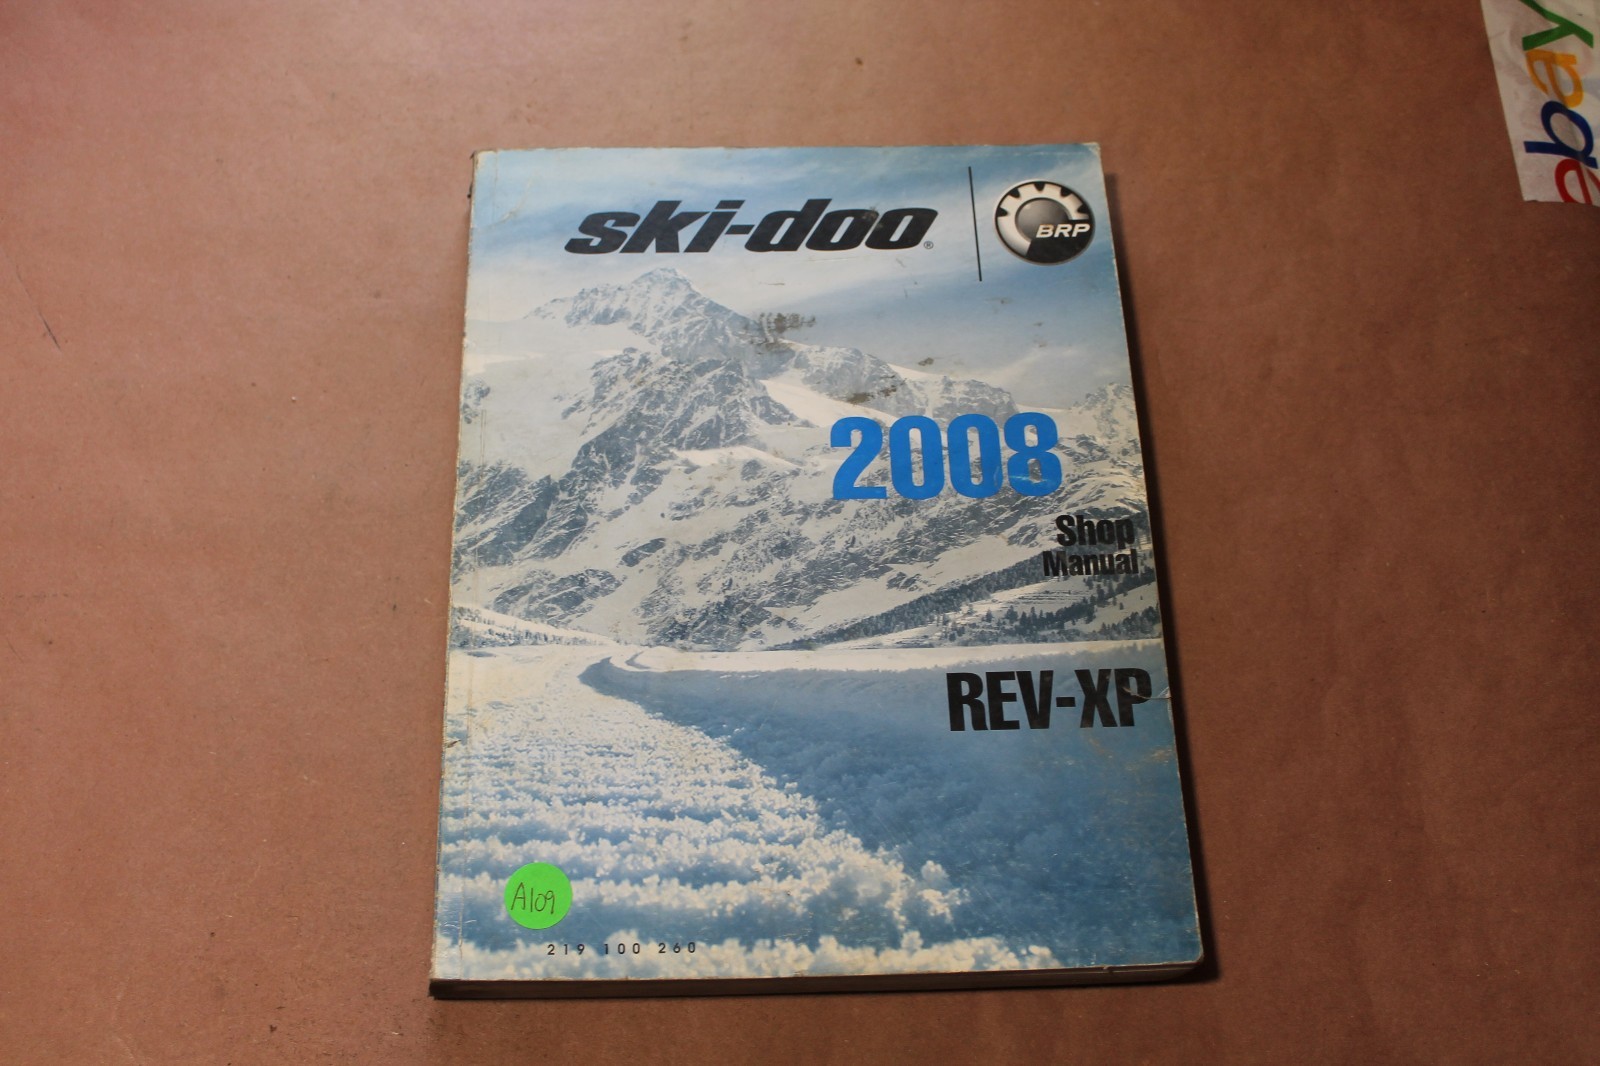 ski-doo®
BRP
2008
Shop
Manual
REV-XP
A109
219 100 260
ebay